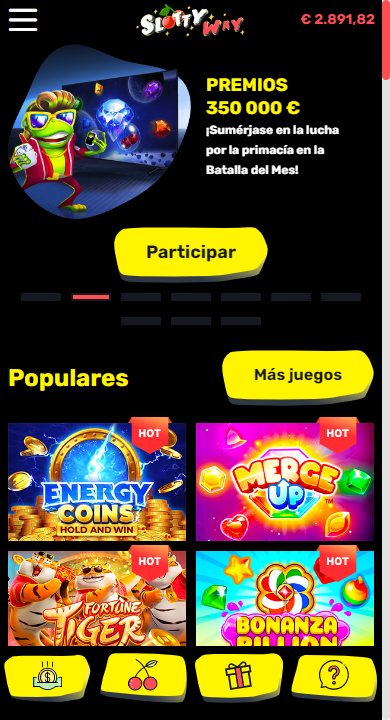 SLOTTY WAY
€ 2.891,82
PREMIOS
350 000 €
¡Sumérjase en la lucha
por la primacía en la
Batalla del Mes!
Participar
Populares
Más juegos
HOT
HOT
ENERGY
COINS
HOLD AND WIN
MERGE
UP
TM
HOT
HOT
FORTUNE
TIGER
BONANZA
BILLION
$
?